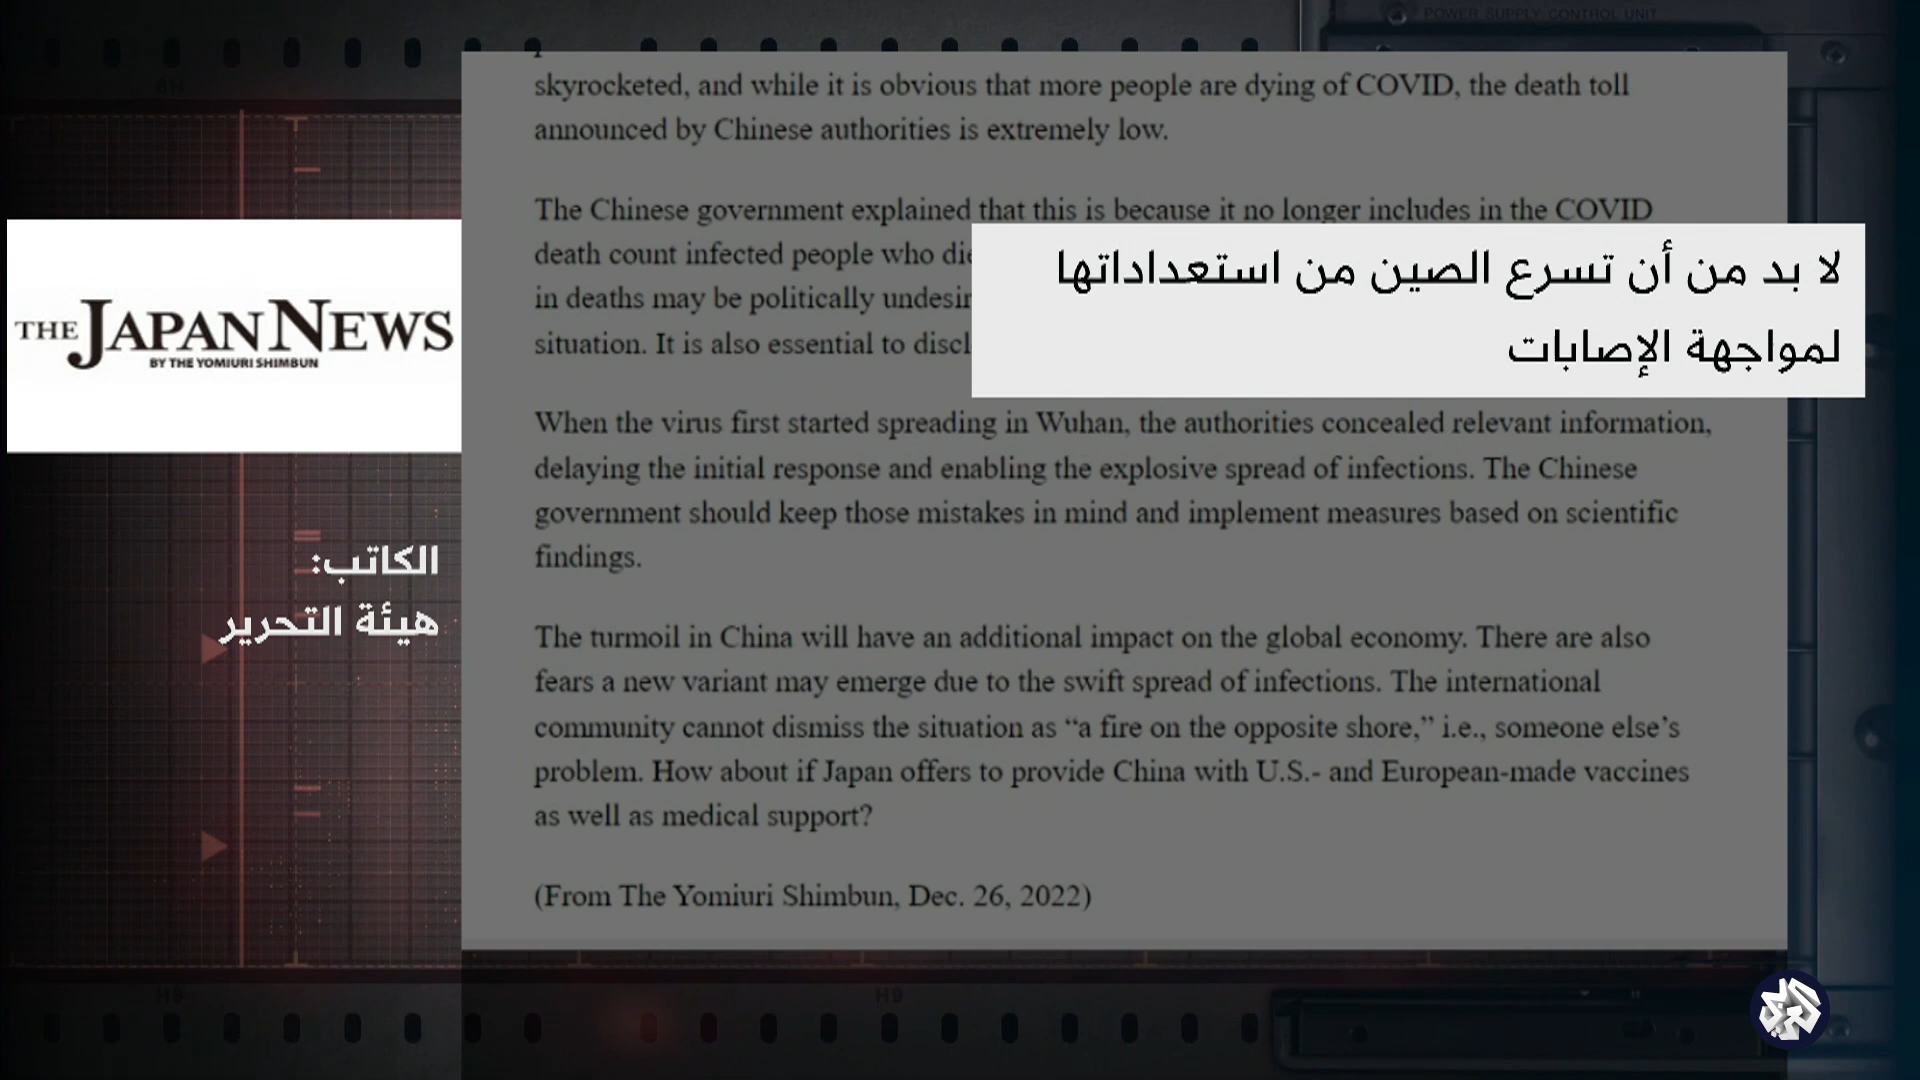 POWER SUPPLY CONTROL UNIT
skyrocketed, and while it is obvious that more people are dying of COVID, the death toll
announced by Chinese authorities is extremely low.
The Chinese government explained that this is because it no longer includes in the COVID
death count infected people who die
in deaths may be politically undesir
situation. It is also essential to discl
لا بد من أن تسرع الصين من استعداداتها
لمواجهة الإصابات
THE JAPAN NEWS
BY THE YOMIURI SHIMBUN
الكاتب:
هيئة التحرير
When the virus first started spreading in Wuhan, the authorities concealed relevant information,
delaying the initial response and enabling the explosive spread of infections. The Chinese
government should keep those mistakes in mind and implement measures based on scientific
findings.
The turmoil in China will have an additional impact on the global economy. There are also
fears a new variant may emerge due to the swift spread of infections. The international
community cannot dismiss the situation as “a fire on the opposite shore,” i.e., someone else’s
problem. How about if Japan offers to provide China with U.S.- and European-made vaccines
as well as medical support?
(From The Yomiuri Shimbun, Dec. 26, 2022)